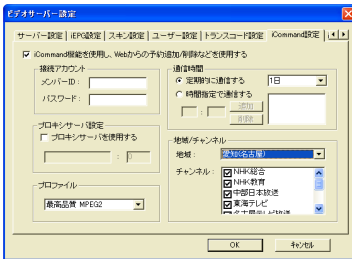 ビデオサーバー設定
サーバー設定 iEPG設定 スキン設定 ユーザー設定 トランスコード設定 iCommand設定
iCommand機能を使用し、Webからの予約追加/削除などを使用する
接続アカウント
メンバーID：
パスワード：
プロキシサーバ設定
プロキシサーバを使用する
: 0
プロファイル
最高品質 MPEG2
通信時間
定期的に通信する 1日
時間指定で通信する
:
追加
削除
地域/チャンネル
地域： 愛知(名古屋)
チャンネル：
NHK総合
NHK教育
中部日本放送
東海テレビ
名古屋テレビ放送
OK キャンセル